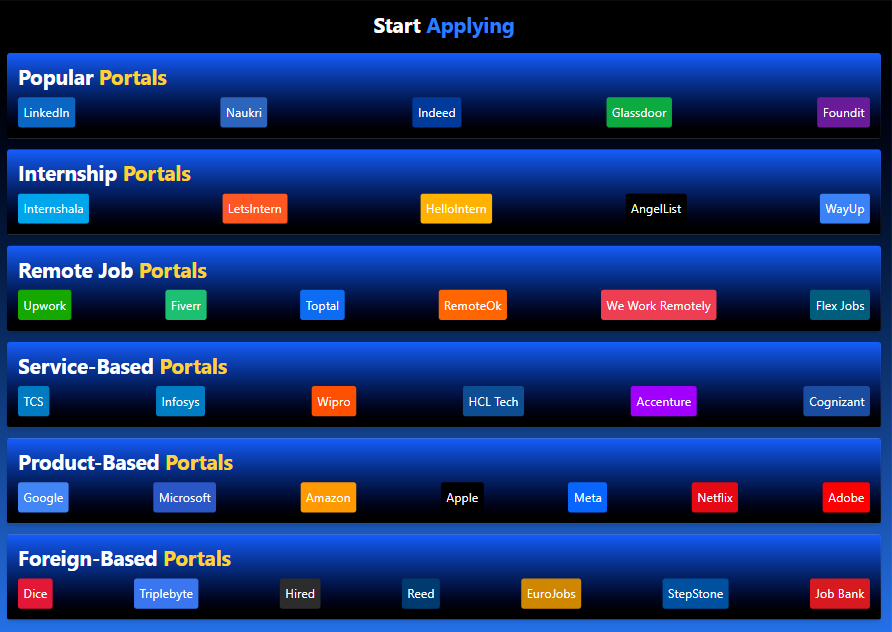 Start Applying
Popular Portals
LinkedIn Naukri Indeed Glassdoor Foundit
Internship Portals
Internshala LetsIntern HelloIntern AngelList WayUp
Remote Job Portals
Upwork Fiverr Toptal RemoteOk We Work Remotely Flex Jobs
Service-Based Portals
TCS Infosys Wipro HCL Tech Accenture Cognizant
Product-Based Portals
Google Microsoft Amazon Apple Meta Netflix Adobe
Foreign-Based Portals
Dice Triplebyte Hired Reed EuroJobs StepStone Job Bank